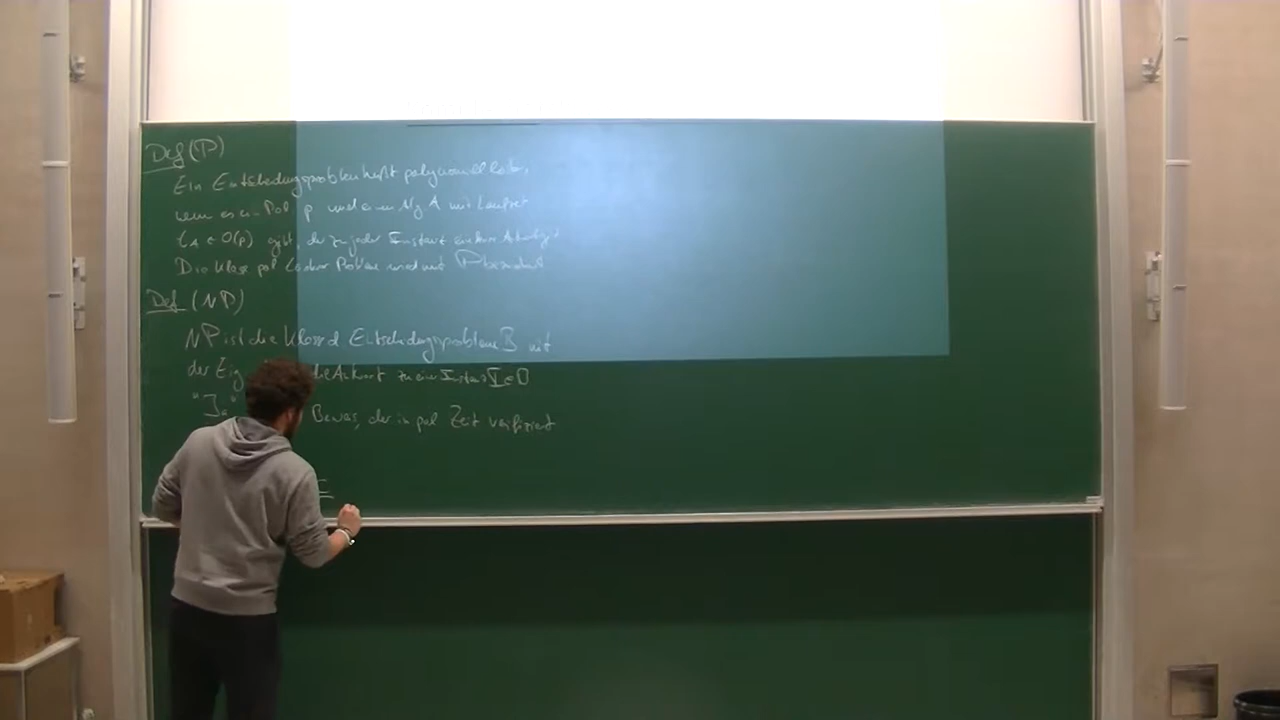 Def (P)
Ein Entscheidungsproblem heißt polynomiell lösbar,
wenn es ein Pol p und einen Alg A mit Laufzeit
t_A ∈ O(p) gibt, der zu jeder Instanz eine korr. Antwort gibt
Die Klasse pol lösbarer Probleme wird mit P bezeichnet
Def (NP)
NP ist die Klasse d Entscheidungsprobleme mit
der Eig die Antwort zu einer Instanz I ∈
"Ja" Beweis, der in pol Zeit verifiziert